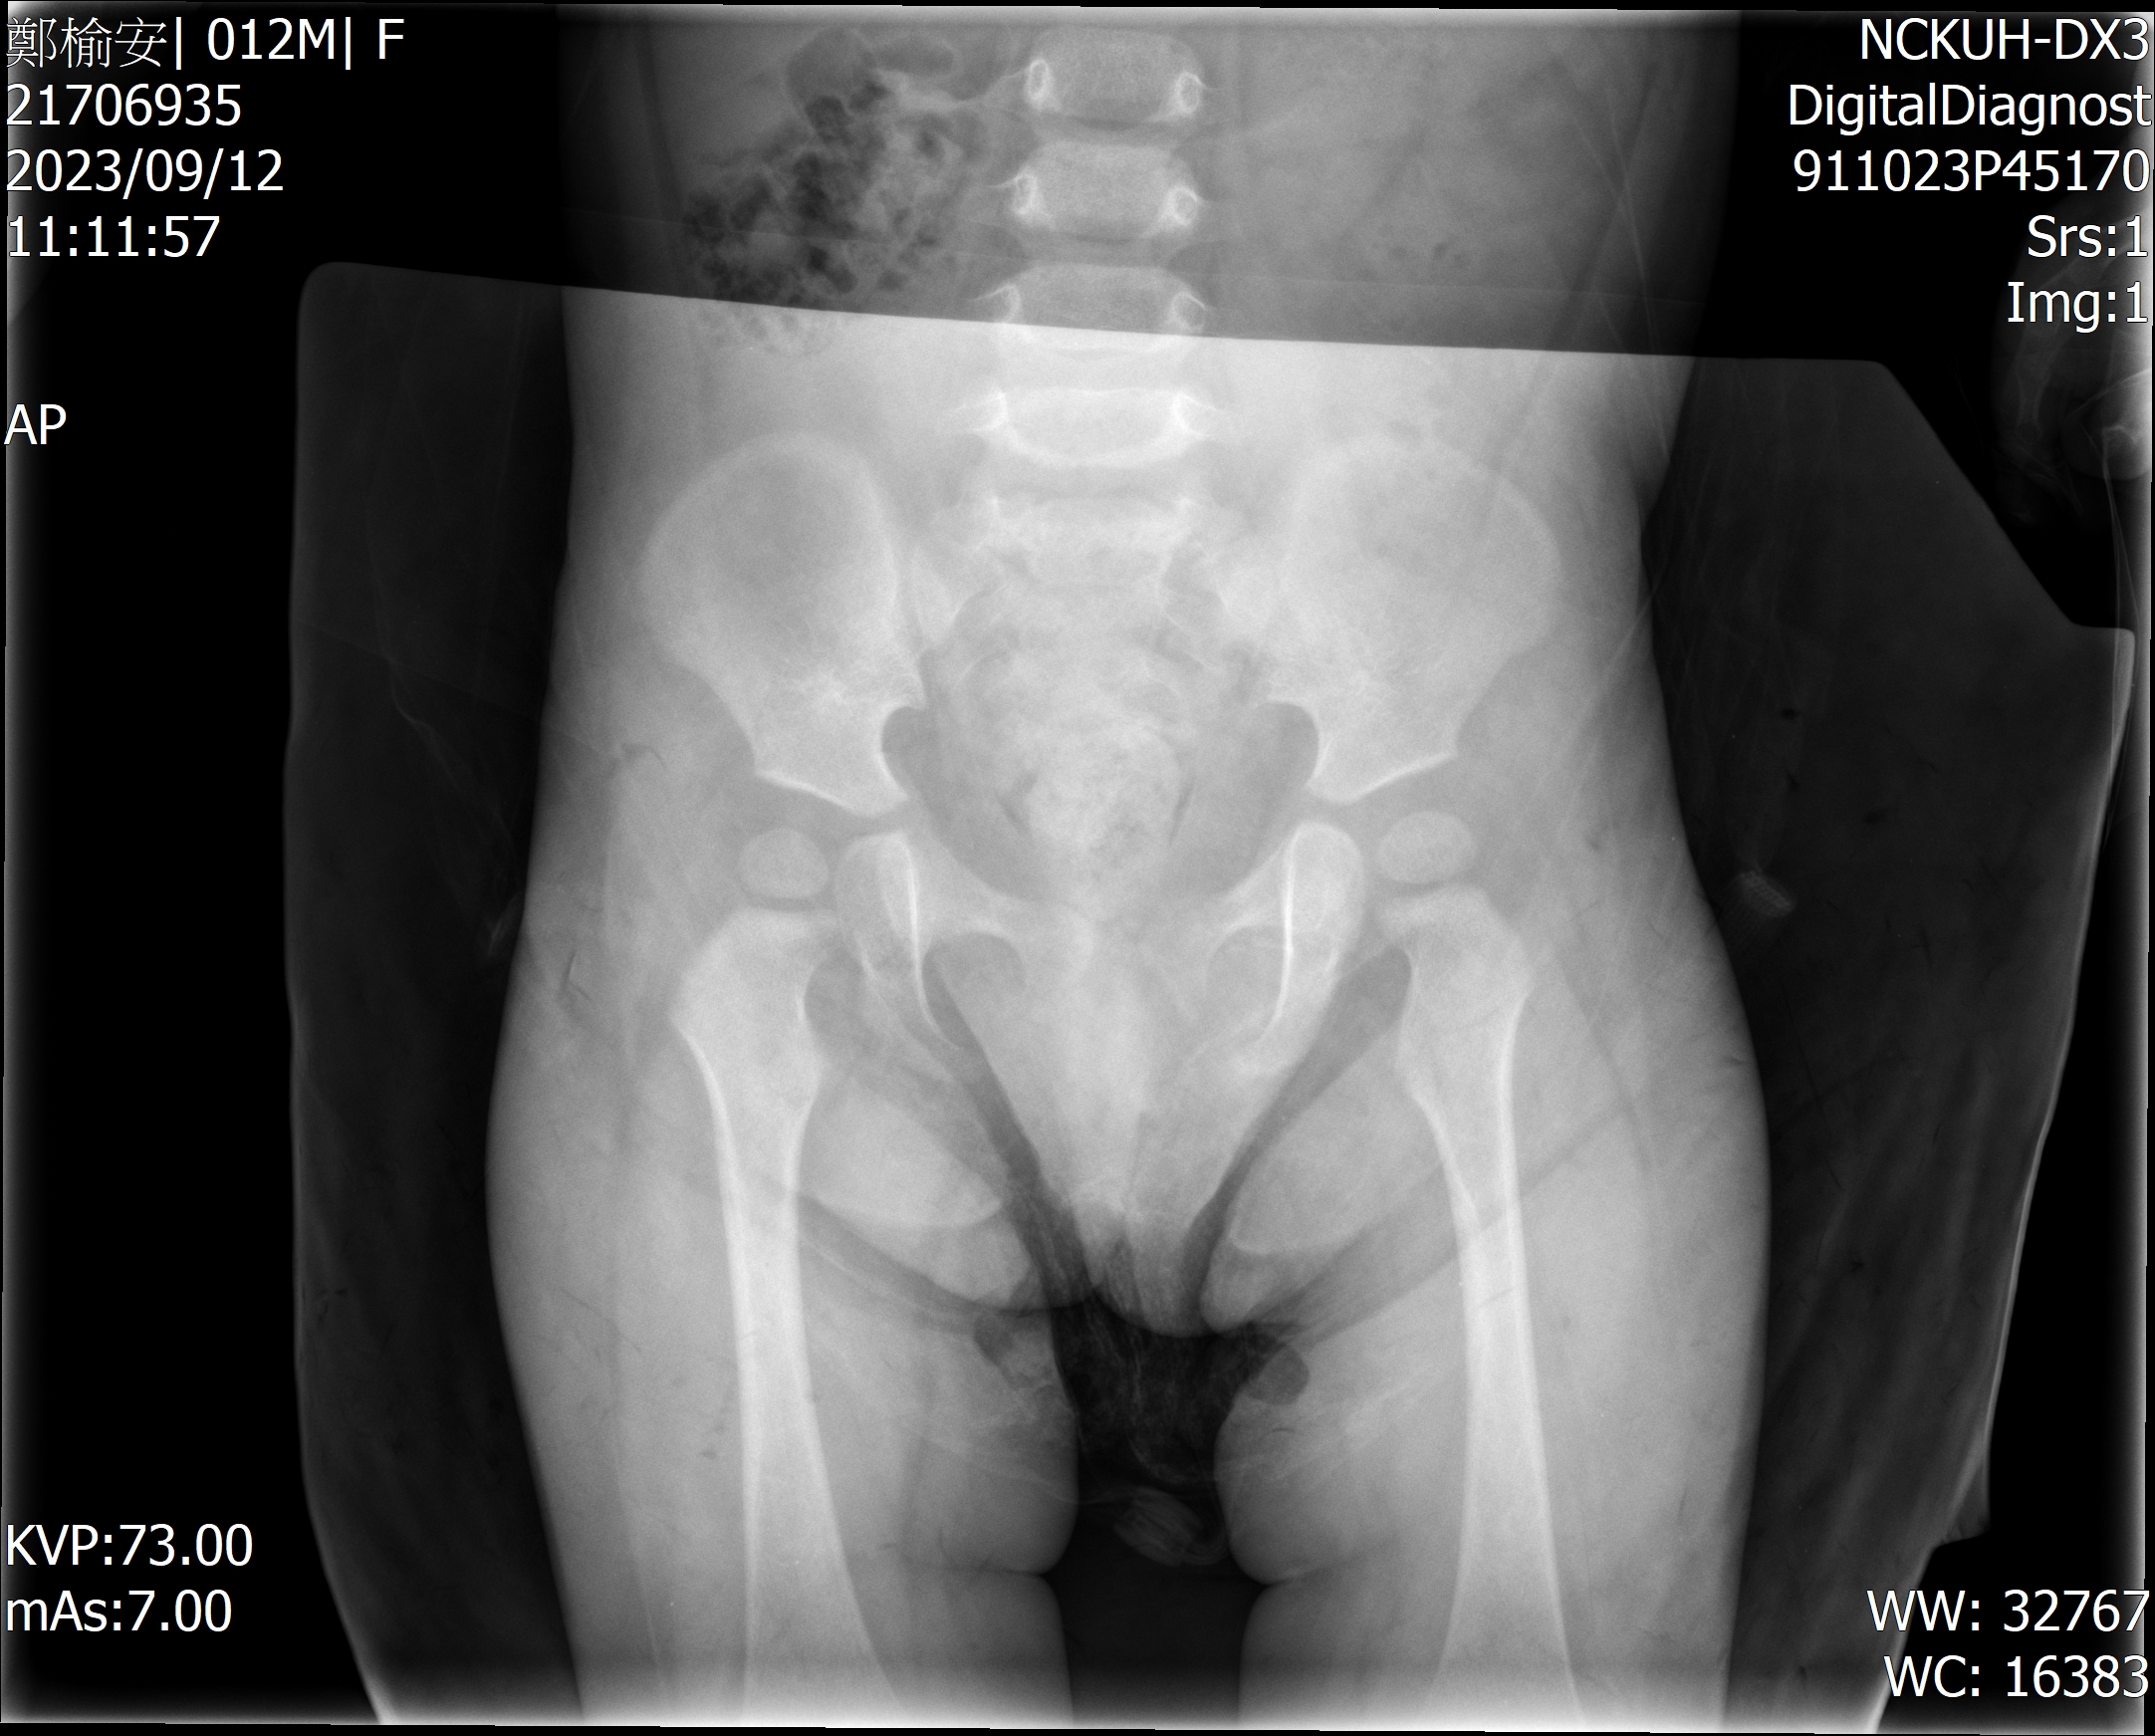 鄭榆安| 012M| F
21706935
2023/09/12
11:11:57
AP
NCKUH-DX3
DigitalDiagnost
911023P45170
Srs:1
Img:1
KVP:73.00
mAs:7.00
WW: 32767
WC: 16383